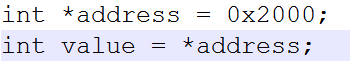 int *address = 0x2000;
int value = *address;